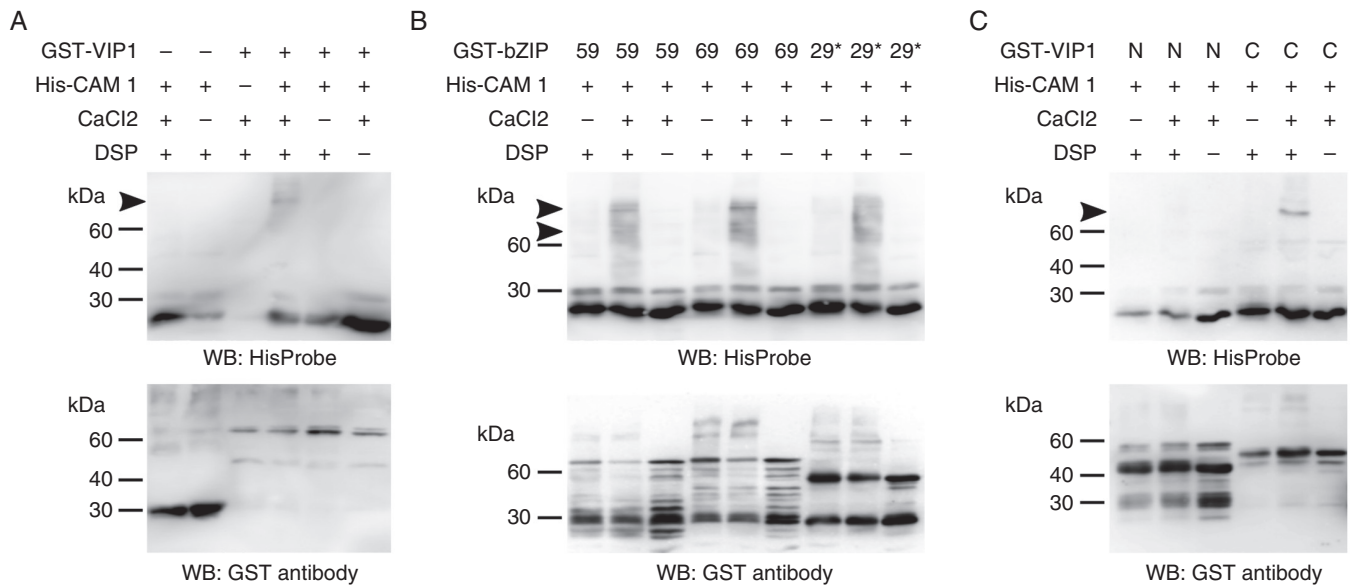 A
GST-VIP1 – – + + + +
His-CAM 1 + + – + + +
CaCl2 + – + + – +
DSP + + + + + –
kDa
60
40
30
WB: HisProbe
kDa
60
40
30
WB: GST antibody
B
GST-bZIP 59 59 59 69 69 69 29* 29* 29*
His-CAM 1 + + + + + + + + +
CaCl2 – + + – + + – + +
DSP + + – + + – + + –
kDa
60
30
WB: HisProbe
kDa
60
30
WB: GST antibody
C
GST-VIP1 N N N C C C
His-CAM 1 + + + + + +
CaCl2 – + + – + +
DSP + + – + + –
kDa
60
40
30
WB: HisProbe
kDa
60
40
30
WB: GST antibody